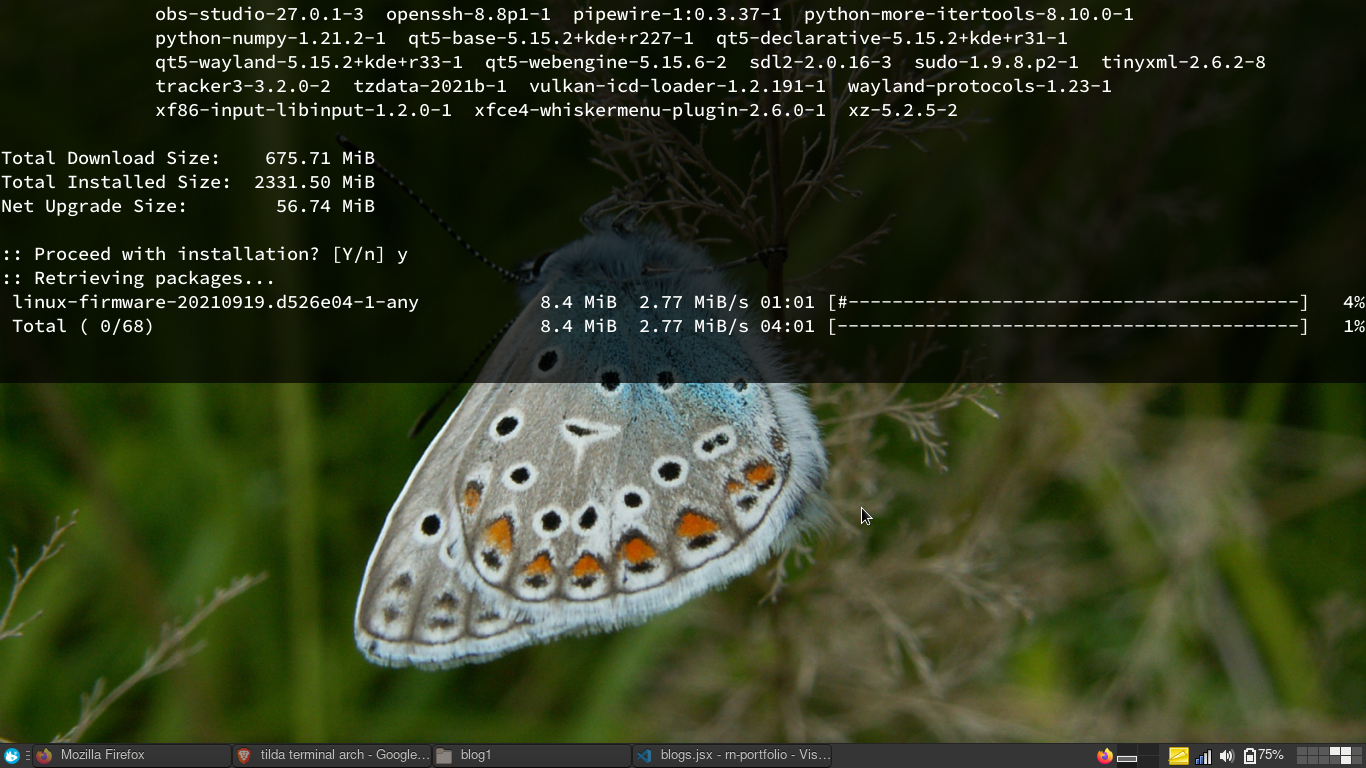 obs-studio-27.0.1-3  openssh-8.8p1-1  pipewire-1:0.3.37-1  python-more-itertools-8.10.0-1
python-numpy-1.21.2-1  qt5-base-5.15.2+kde+r227-1  qt5-declarative-5.15.2+kde+r31-1
qt5-wayland-5.15.2+kde+r33-1  qt5-webengine-5.15.6-2  sdl2-2.0.16-3  sudo-1.9.8.p2-1  tinyxml-2.6.2-8
tracker3-3.2.0-2  tzdata-2021b-1  vulkan-icd-loader-1.2.191-1  wayland-protocols-1.23-1
xf86-input-libinput-1.2.0-1  xfce4-whiskermenu-plugin-2.6.0-1  xz-5.2.5-2
Total Download Size:    675.71 MiB
Total Installed Size:  2331.50 MiB
Net Upgrade Size:        56.74 MiB
:: Proceed with installation? [Y/n] y
:: Retrieving packages...
linux-firmware-20210919.d526e04-1-any  8.4 MiB  2.77 MiB/s 01:01 [#-----------------------------------------]  4%
Total ( 0/68)  8.4 MiB  2.77 MiB/s 04:01 [------------------------------------------]  1%
Mozilla Firefox  tilda terminal arch - Google...  blog1  blogs.jsx - rn-portfolio - Vis...  75%